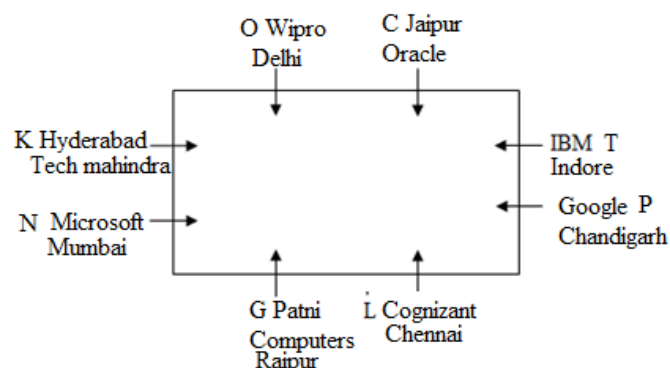 O Wipro
Delhi
C Jaipur
Oracle
K Hyderabad
Tech mahindra
IBM T
Indore
N Microsoft
Mumbai
Google P
Chandigarh
G Patni
Computers
Raipur
L Cognizant
Chennai